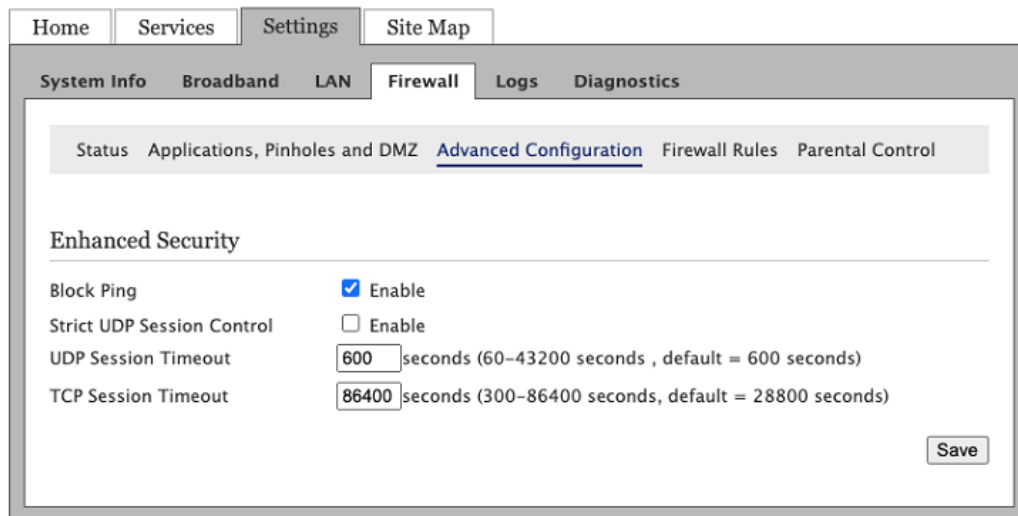 Home Services Settings Site Map
System Info Broadband LAN Firewall Logs Diagnostics
Status Applications, Pinholes and DMZ Advanced Configuration Firewall Rules Parental Control
Enhanced Security
Block Ping Enable
Strict UDP Session Control Enable
UDP Session Timeout 600 seconds (60–43200 seconds , default = 600 seconds)
TCP Session Timeout 86400 seconds (300–86400 seconds, default = 28800 seconds)
Save